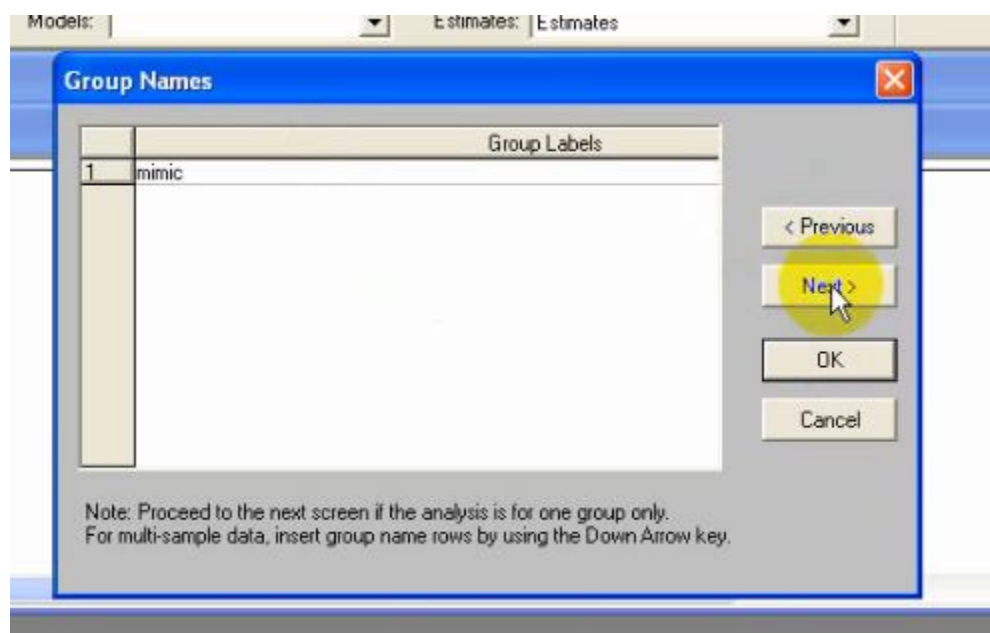 Models: Estimates: Estimates
Group Names
Group Labels
1 mimic
< Previous
Next >
OK
Cancel
Note: Proceed to the next screen if the analysis is for one group only.
For multi-sample data, insert group name rows by using the Down Arrow key.